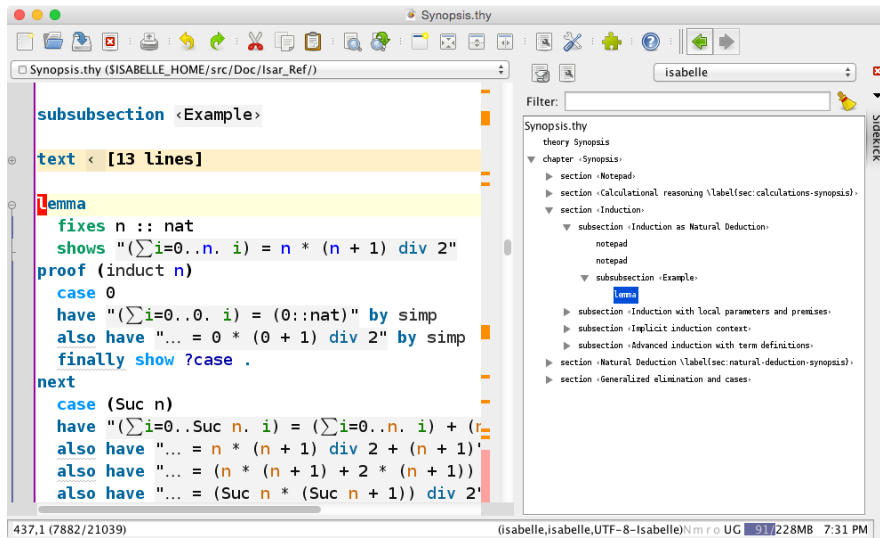 Synopsis.thy
Synopsis.thy ($ISABELLE_HOME/src/Doc/Isar_Ref/)
subsubsection ‹Example›
text ‹ [13 lines]
lemma
fixes n :: nat
shows "(∑i=0..n. i) = n * (n + 1) div 2"
proof (induct n)
case 0
have "(∑i=0..0. i) = (0::nat)" by simp
also have "... = 0 * (0 + 1) div 2" by simp
finally show ?case .
next
case (Suc n)
have "(∑i=0..Suc n. i) = (∑i=0..n. i) + (n
also have "... = n * (n + 1) div 2 + (n + 1)"
also have "... = (n * (n + 1) + 2 * (n + 1))
also have "... = (Suc n * (Suc n + 1)) div 2"
isabelle
Filter:
Synopsis.thy
theory Synopsis
chapter ‹Synopsis›
section ‹Notepad›
section ‹Calculational reasoning \label{sec:calculations-synopsis}›
section ‹Induction›
subsection ‹Induction as Natural Deduction›
notepad
notepad
subsubsection ‹Example›
lemma
subsection ‹Induction with local parameters and premises›
subsection ‹Implicit induction context›
subsection ‹Advanced induction with term definitions›
section ‹Natural Deduction \label{sec:natural-deduction-synopsis}›
section ‹Generalized elimination and cases›
Sidekick
437,1 (7882/21039)
(isabelle,isabelle,UTF-8-Isabelle)N m r o UG 91/228MB 7:31 PM